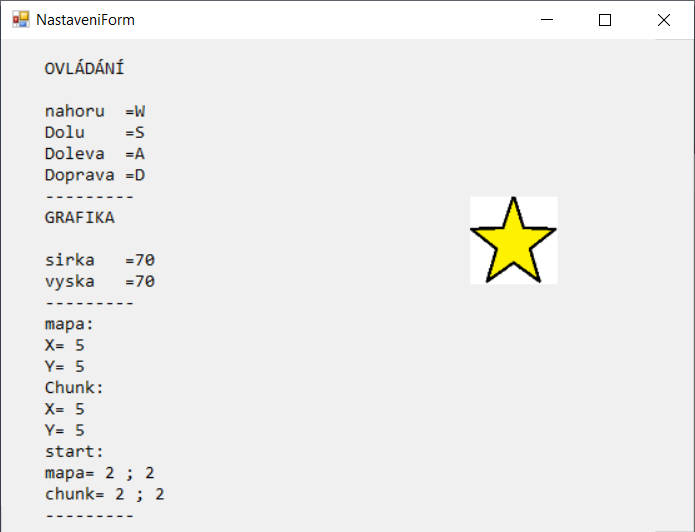 NastaveniForm
OVLÁDÁNÍ
nahoru  =W
Dolu    =S
Doleva  =A
Doprava =D
---------
GRAFIKA
sirka   =70
vyska   =70
---------
mapa:
X= 5
Y= 5
Chunk:
X= 5
Y= 5
start:
mapa= 2 ; 2
chunk= 2 ; 2
---------